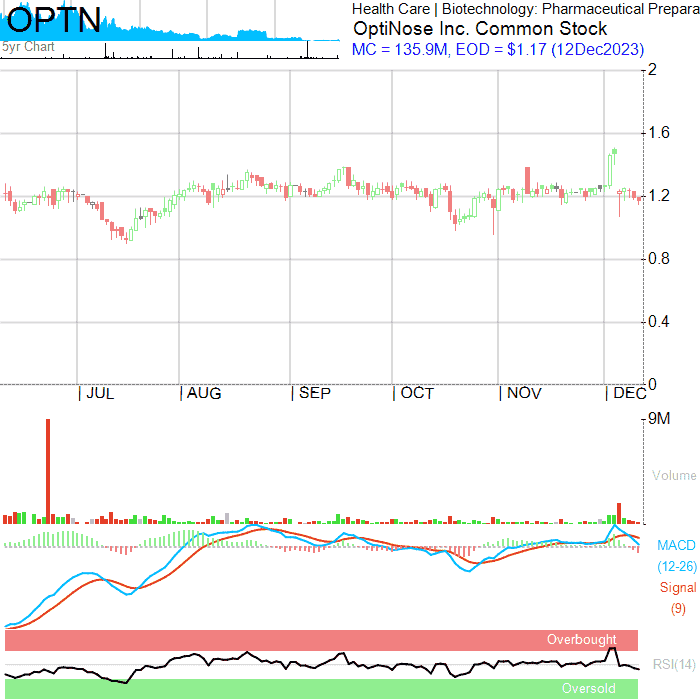 OPTN
5yr Chart
Health Care | Biotechnology: Pharmaceutical Prepara
OptiNose Inc. Common Stock
MC = 135.9M, EOD = $1.17 (12Dec2023)
2
1.6
1.2
0.8
0.4
0
| JUL | AUG | SEP | OCT | NOV | DEC
9M
Volume
MACD
(12-26)
Signal
(9)
Overbought
RSI(14)
Oversold